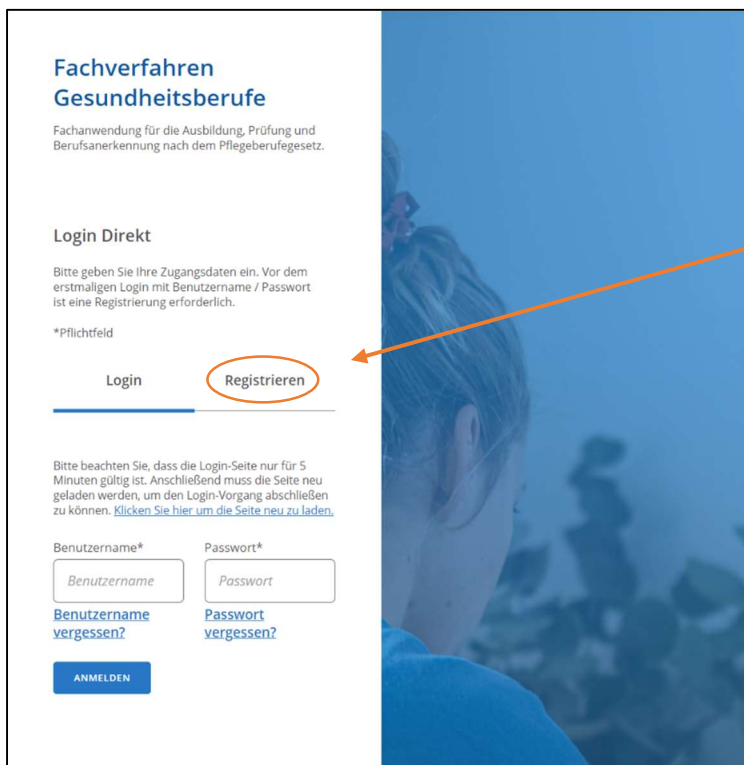 Fachverfahren
Gesundheitsberufe
Fachanwendung für die Ausbildung, Prüfung und
Berufsanerkennung nach dem Pflegeberufegesetz.
Login Direkt
Bitte geben Sie Ihre Zugangsdaten ein. Vor dem
erstmaligen Login mit Benutzername / Passwort
ist eine Registrierung erforderlich.
*Pflichtfeld
Login Registrieren
Bitte beachten Sie, dass die Login-Seite nur für 5
Minuten gültig ist. Anschließend muss die Seite neu
geladen werden, um den Login-Vorgang abschließen
zu können. Klicken Sie hier um die Seite neu zu laden.
Benutzername* Passwort*
Benutzername Passwort
Benutzername Passwort
vergessen? vergessen?
ANMELDEN